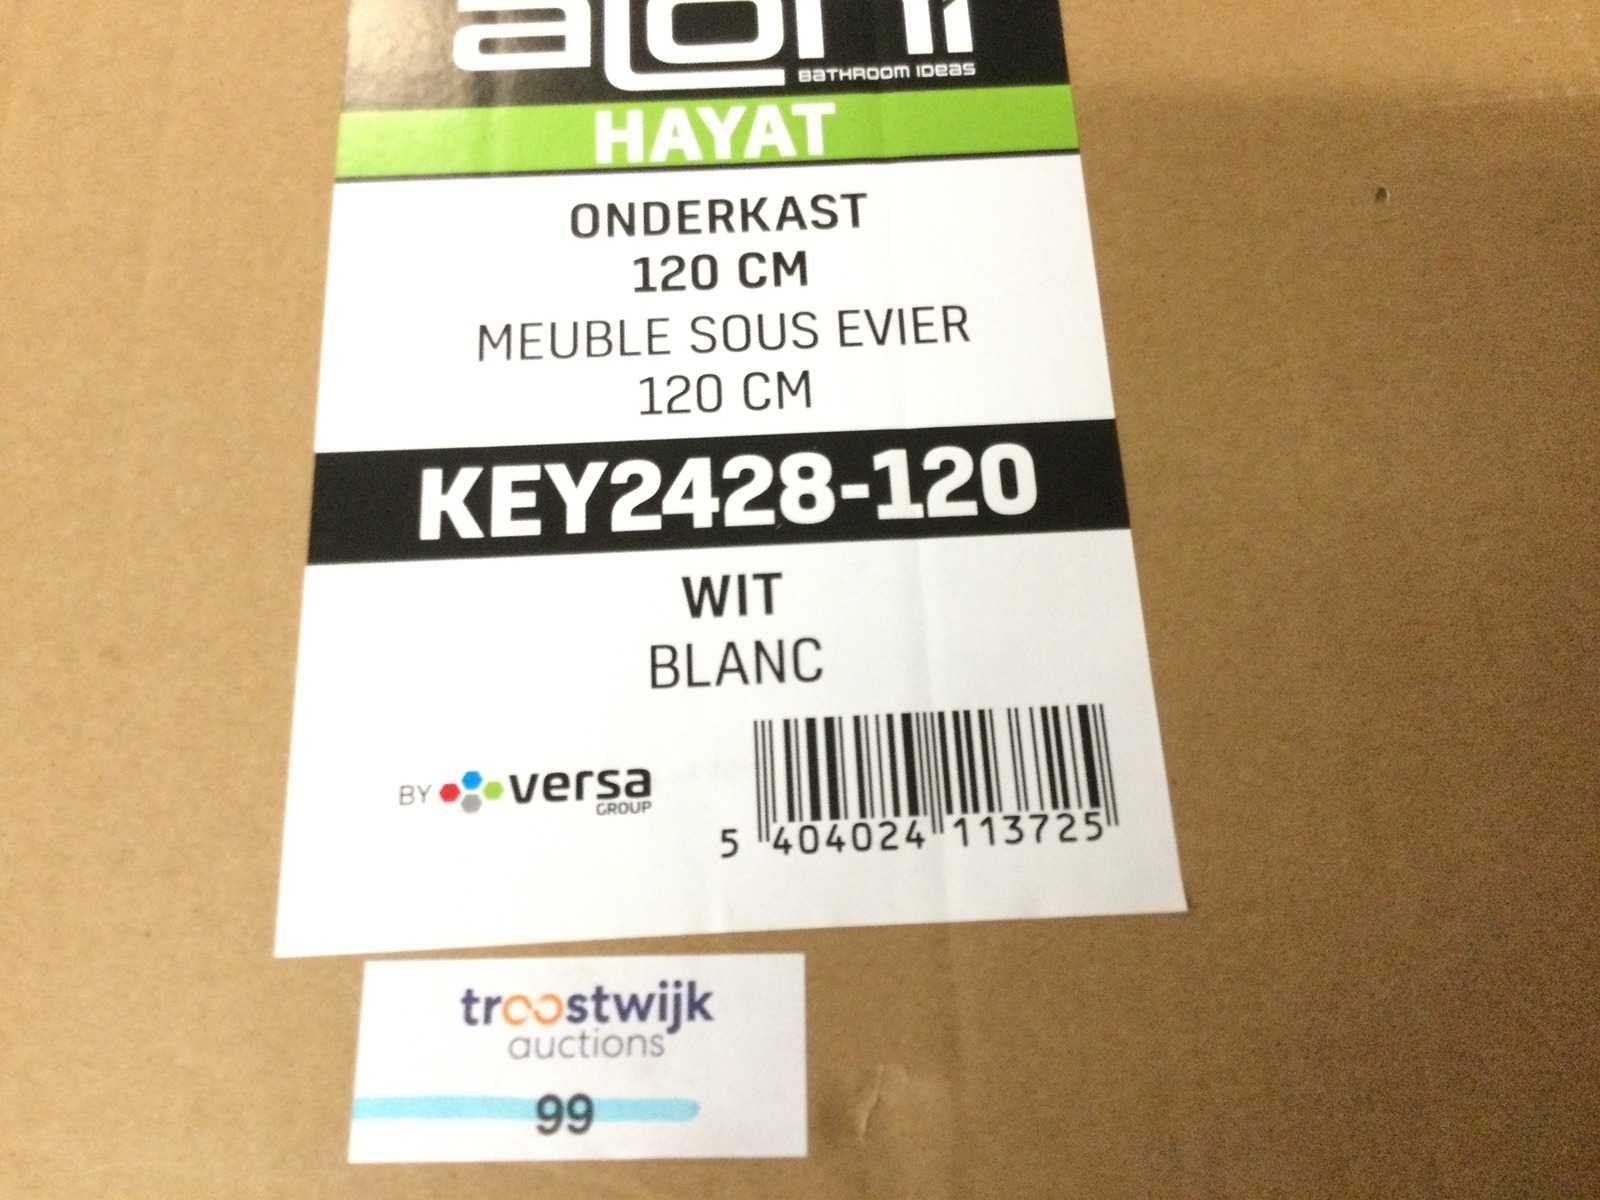 aloni
BATHROOM IDEAS
HAYAT
ONDERKAST
120 CM
MEUBLE SOUS EVIER
120 CM
KEY2428-120
WIT
BLANC
BY versa
GROUP
5 404024 113725
troostwijk
auctions
99